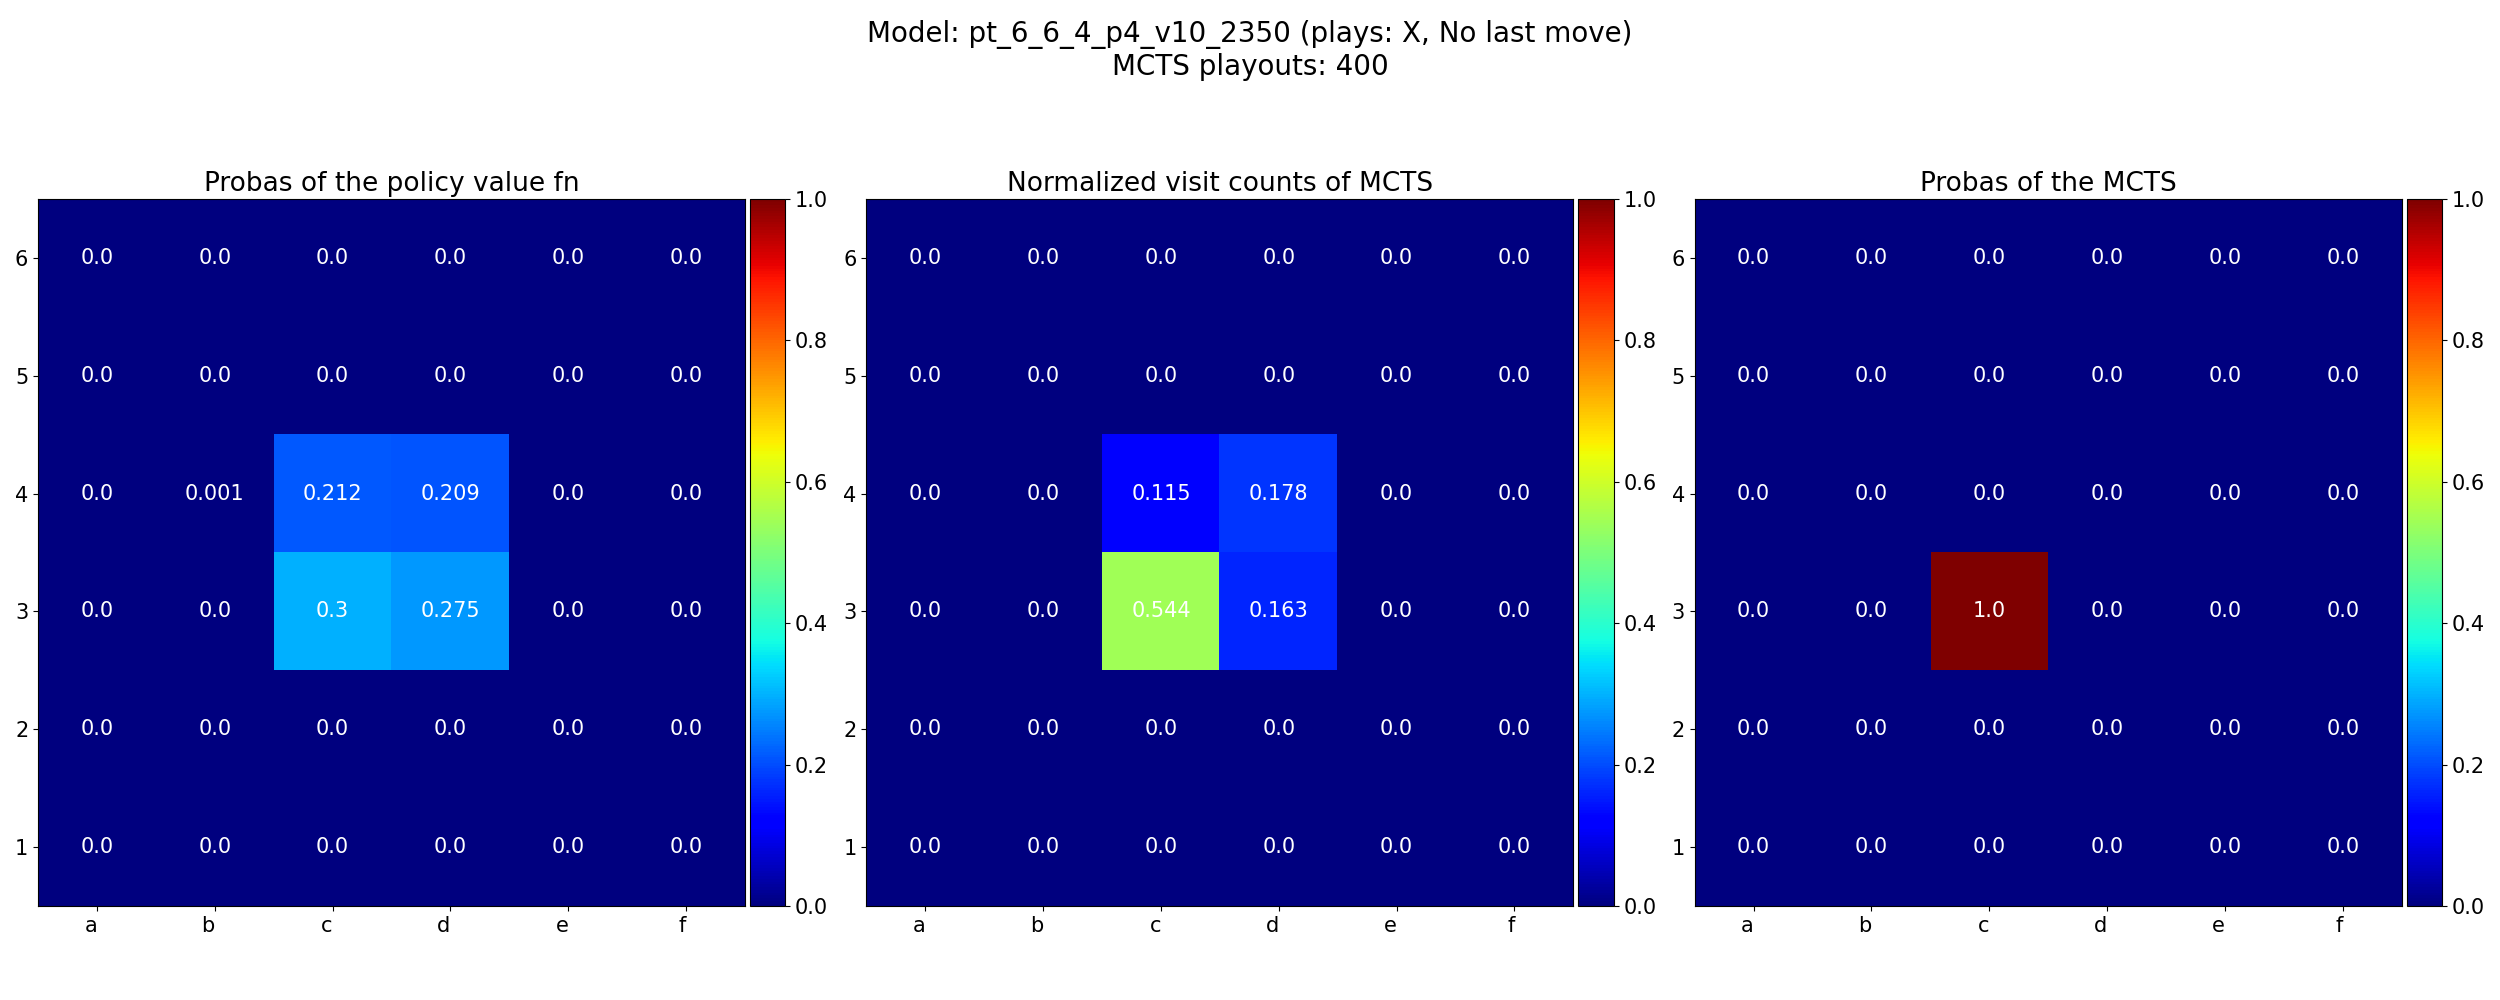 Model: pt_6_6_4_p4_v10_2350 (plays: X, No last move)
MCTS playouts: 400
Probas of the policy value fn
1.0
6 0.0 0.0 0.0 0.0 0.0 0.0
0.8
5 0.0 0.0 0.0 0.0 0.0 0.0
0.6
4 0.0 0.001 0.212 0.209 0.0 0.0
0.4
3 0.0 0.0 0.3 0.275 0.0 0.0
2 0.0 0.0 0.0 0.0 0.0 0.0
0.2
1 0.0 0.0 0.0 0.0 0.0 0.0
0.0
a b c d e f
Normalized visit counts of MCTS
1.0
6 0.0 0.0 0.0 0.0 0.0 0.0
0.8
5 0.0 0.0 0.0 0.0 0.0 0.0
0.6
4 0.0 0.0 0.115 0.178 0.0 0.0
0.4
3 0.0 0.0 0.544 0.163 0.0 0.0
2 0.0 0.0 0.0 0.0 0.0 0.0
0.2
1 0.0 0.0 0.0 0.0 0.0 0.0
0.0
a b c d e f
Probas of the MCTS
1.0
6 0.0 0.0 0.0 0.0 0.0 0.0
0.8
5 0.0 0.0 0.0 0.0 0.0 0.0
0.6
4 0.0 0.0 0.0 0.0 0.0 0.0
0.4
3 0.0 0.0 1.0 0.0 0.0 0.0
2 0.0 0.0 0.0 0.0 0.0 0.0
0.2
1 0.0 0.0 0.0 0.0 0.0 0.0
0.0
a b c d e f